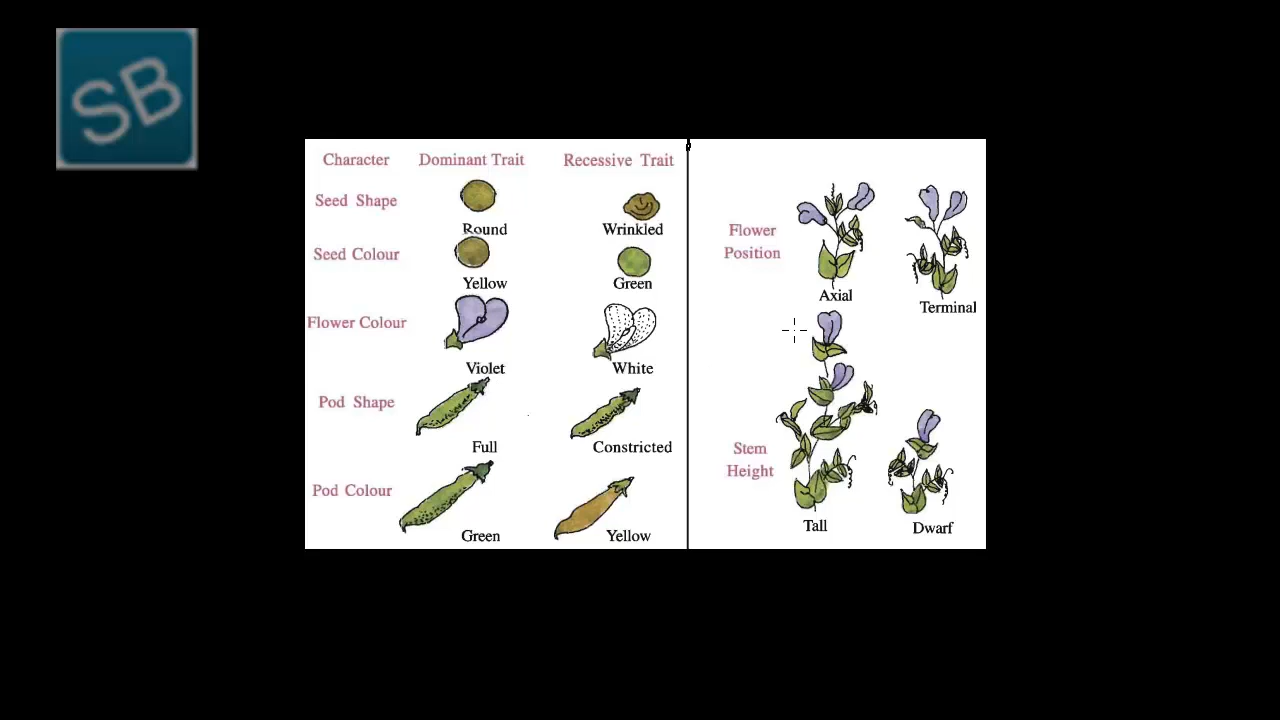 SB
Character Dominant Trait Recessive Trait
Seed Shape
Round Wrinkled
Seed Colour
Yellow Green
Flower Colour
Violet White
Pod Shape
Full Constricted
Pod Colour
Green Yellow
Flower
Position
Axial
Terminal
Stem
Height
Tall
Dwarf